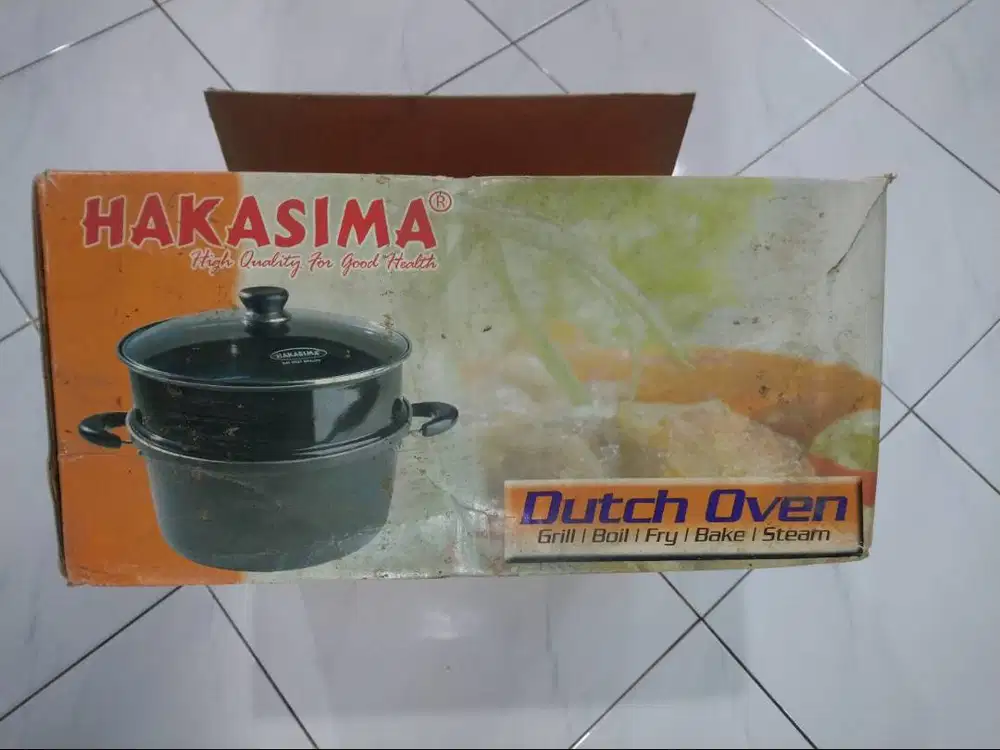 HAKASIMA®
High Quality For Good Health
HAKASIMA
Dutch Oven
Grill | Boil | Fry | Bake | Steam